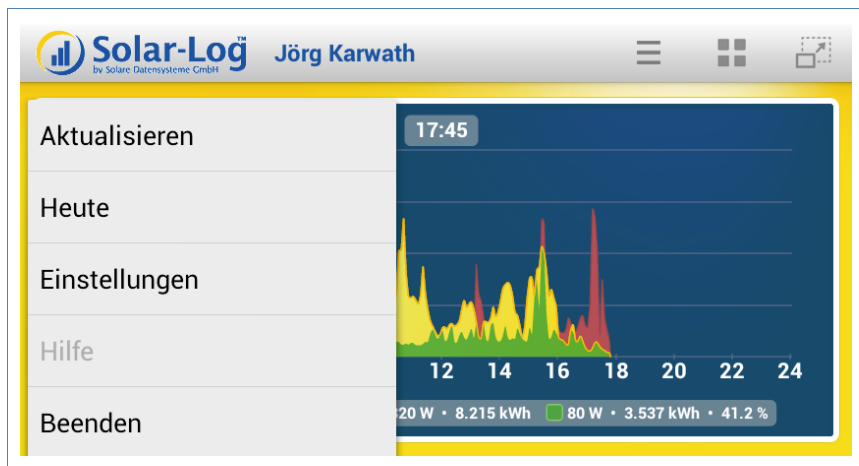 Solar-Log™
by Solare Datensysteme GmbH
Jörg Karwath
Aktualisieren
Heute
Einstellungen
Hilfe
Beenden
17:45
12 14 16 18 20 22 24
W • 8.215 kWh 80 W • 3.537 kWh • 41.2 %